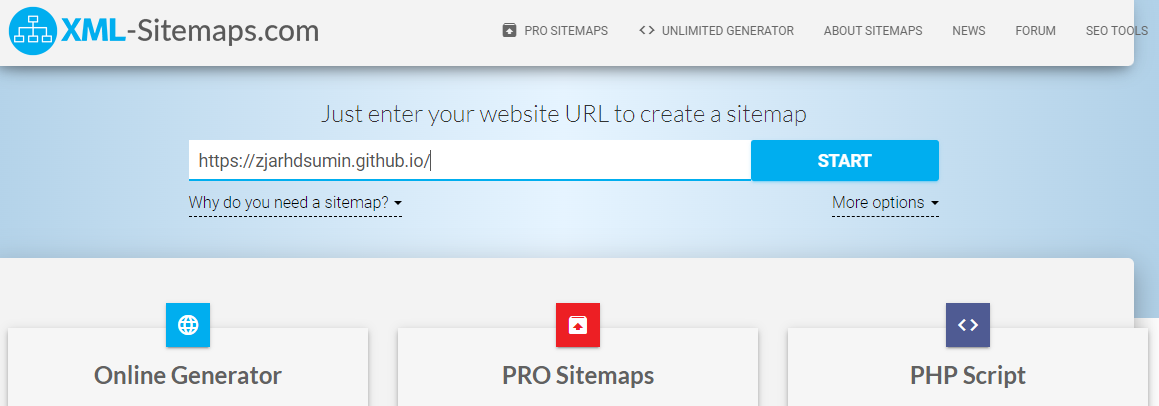 XML-Sitemaps.com
PRO SITEMAPS <> UNLIMITED GENERATOR ABOUT SITEMAPS NEWS FORUM SEO TOOLS
Just enter your website URL to create a sitemap
https://zjarhdsumin.github.io/ START
Why do you need a sitemap? More options
<>
Online Generator PRO Sitemaps PHP Script